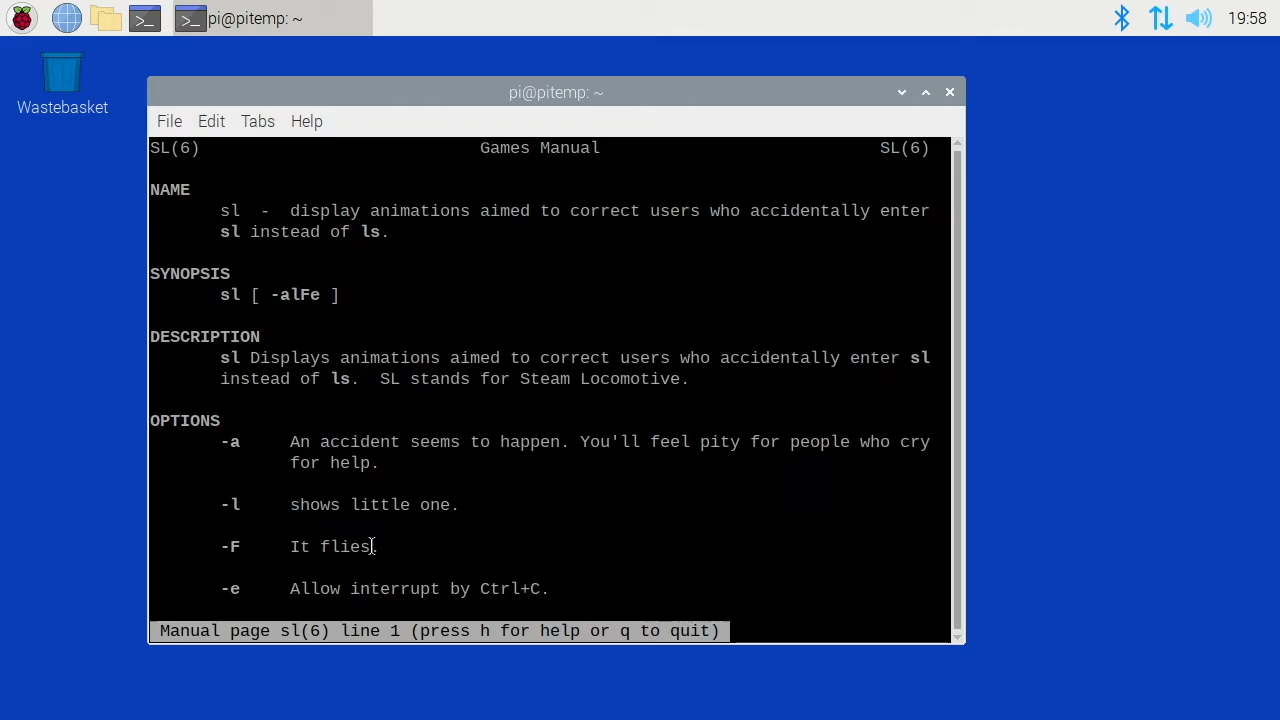 pi@pitemp: ~
19:58
Wastebasket
pi@pitemp: ~
File Edit Tabs Help
SL(6) Games Manual SL(6)
NAME
sl - display animations aimed to correct users who accidentally enter
sl instead of ls.
SYNOPSIS
sl [ -alFe ]
DESCRIPTION
sl Displays animations aimed to correct users who accidentally enter sl
instead of ls. SL stands for Steam Locomotive.
OPTIONS
-a An accident seems to happen. You'll feel pity for people who cry
for help.
-l shows little one.
-F It flies.
-e Allow interrupt by Ctrl+C.
Manual page sl(6) line 1 (press h for help or q to quit)